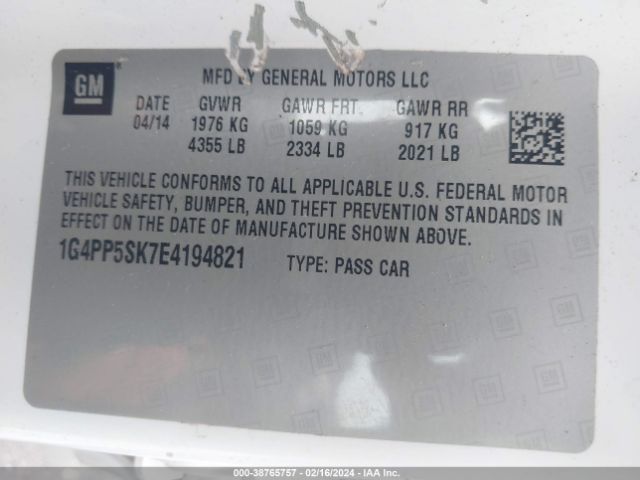 GM
MFD BY GENERAL MOTORS LLC
DATE GVWR GAWR FRT. GAWR RR
04/14 1976 KG 1059 KG 917 KG
4355 LB 2334 LB 2021 LB
THIS VEHICLE CONFORMS TO ALL APPLICABLE U.S. FEDERAL MOTOR
VEHICLE SAFETY, BUMPER, AND THEFT PREVENTION STANDARDS IN
EFFECT ON THE DATE OF MANUFACTURE SHOWN ABOVE.
1G4PP5SK7E4194821 TYPE: PASS CAR
000-38765757 - 02/16/2024 - IAA Inc.